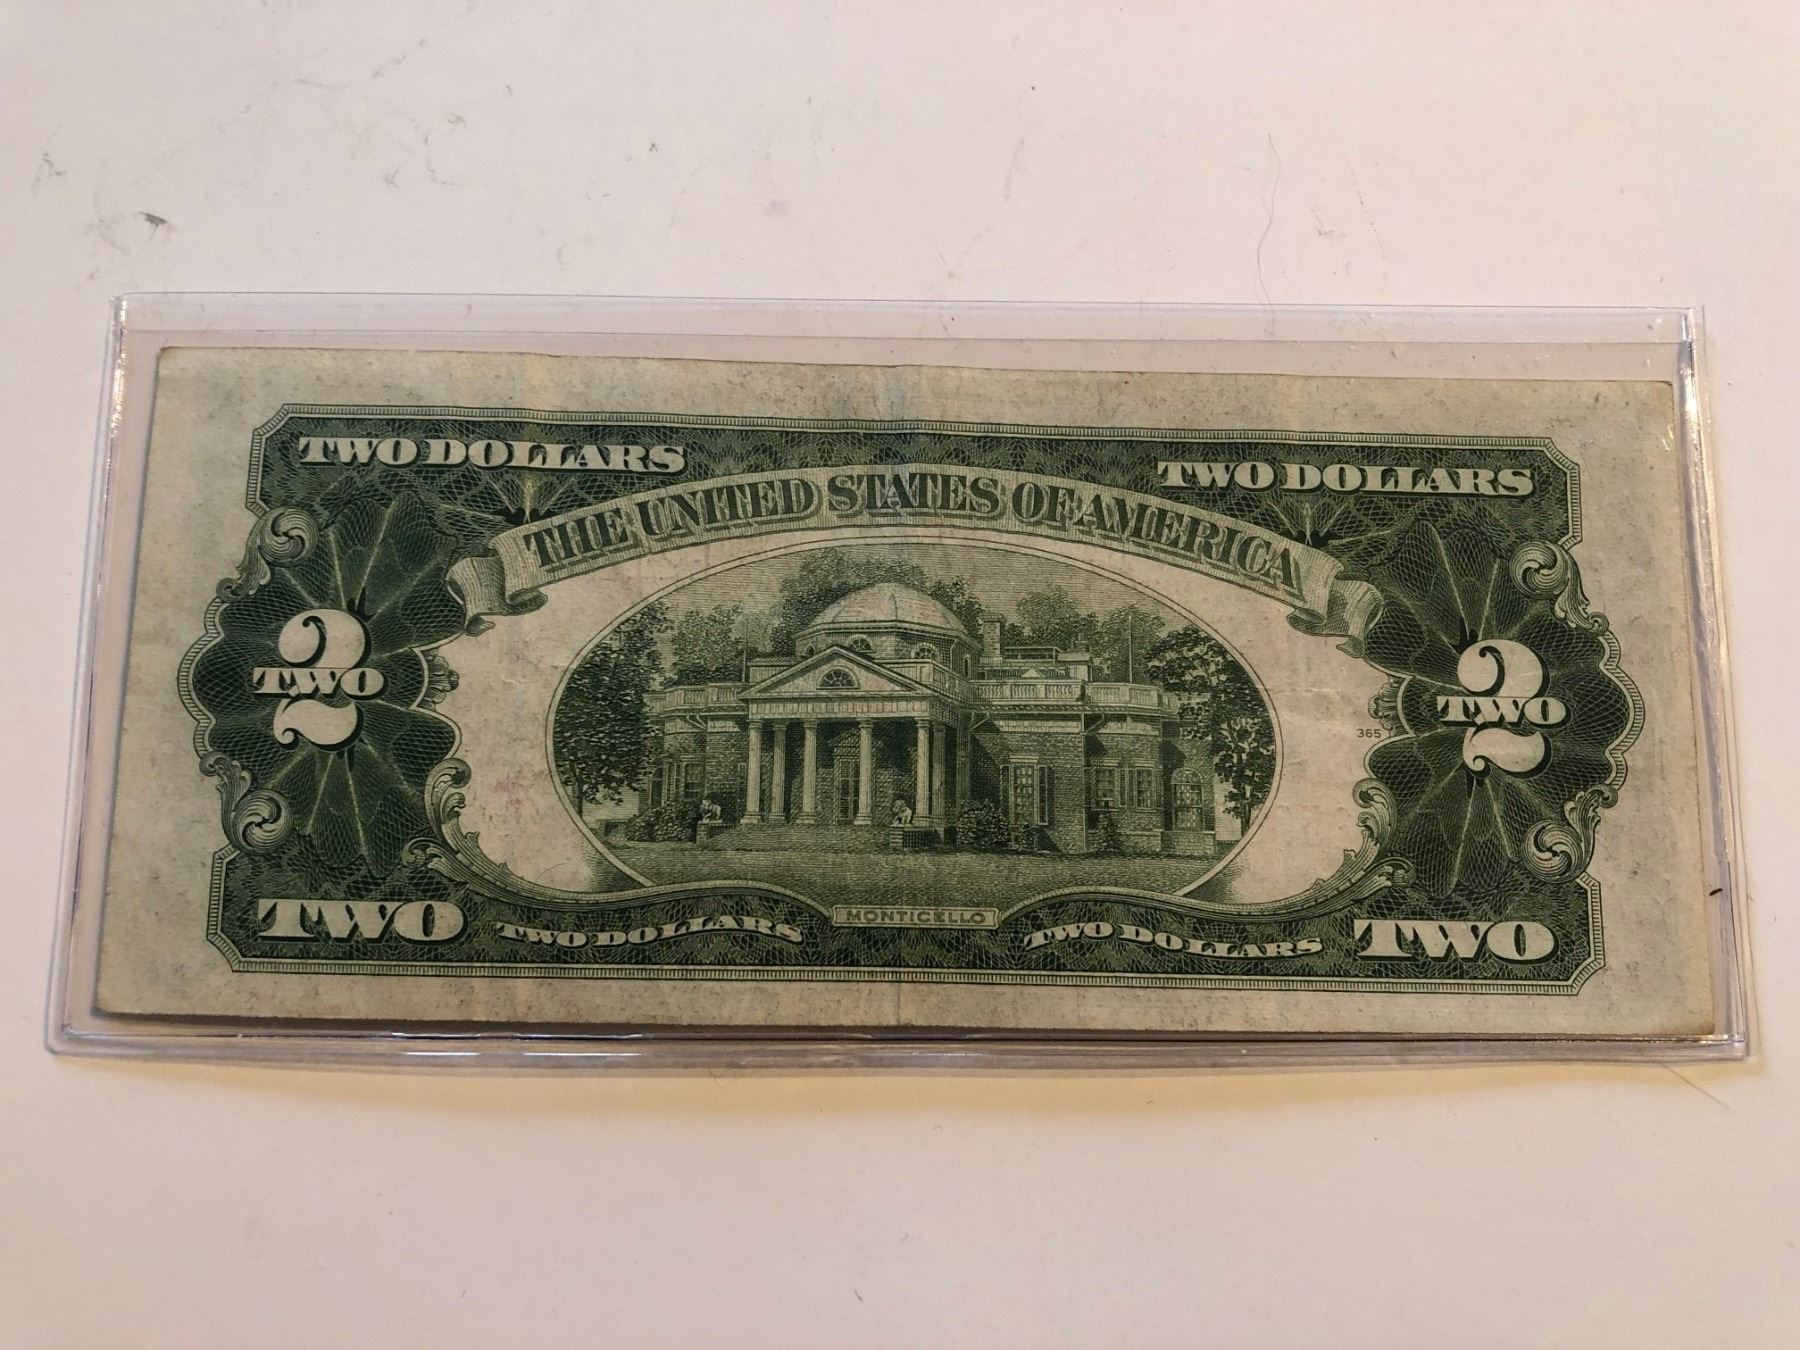 TWO DOLLARS
TWO DOLLARS
THE UNITED STATES OF AMERICA
2
TWO
2
TWO
365
MONTICELLO
TWO
TWO DOLLARS
TWO DOLLARS
TWO